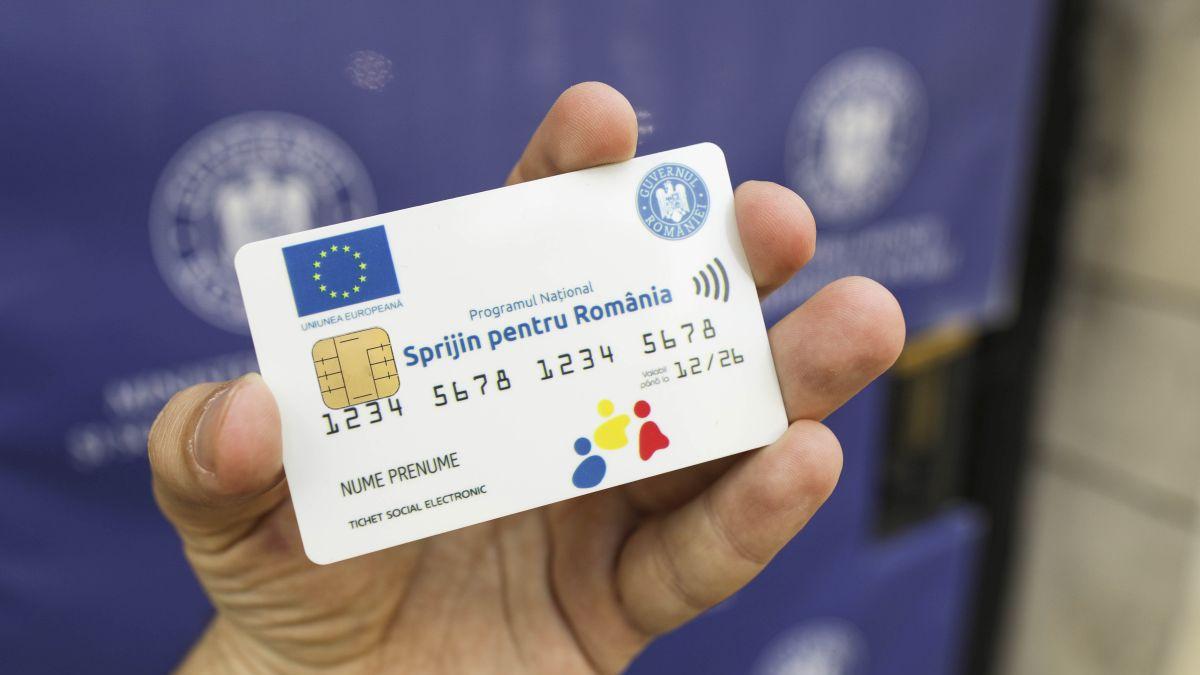 GUVERNUL ROMÂNIEI
UNIUNEA EUROPEANĂ
Programul Național
Sprijin pentru România
1234 5678 1234 5678
Valabil
până la 12/26
NUME PRENUME
TICHET SOCIAL ELECTRONIC